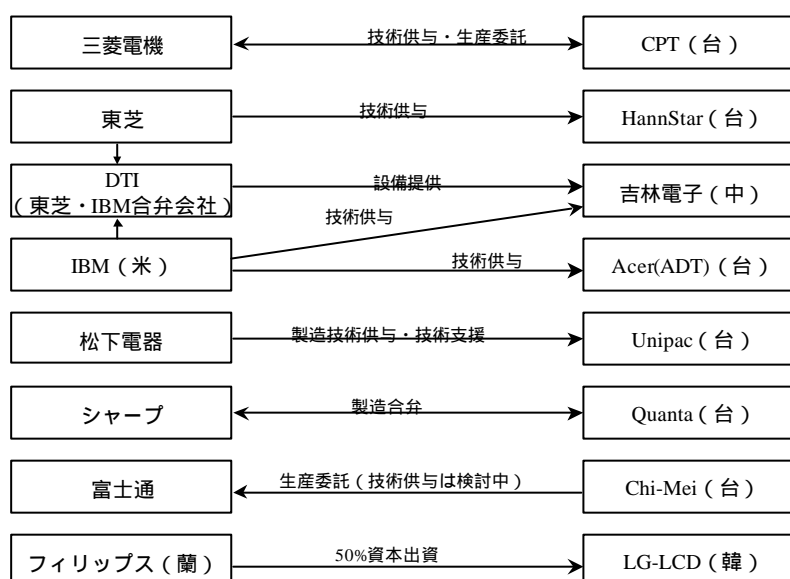 三菱電機
技術供与・生産委託
CPT(台)
東芝
技術供与
HannStar(台)
DTI
(東芝・IBM合弁会社)
設備提供
吉林電子(中)
技術供与
IBM(米)
技術供与
Acer(ADT)(台)
松下電器
製造技術供与・技術支援
Unipac(台)
シャープ
製造合弁
Quanta(台)
富士通
生産委託(技術供与は検討中)
Chi-Mei(台)
フィリップス(蘭)
50%資本出資
LG-LCD(韓)